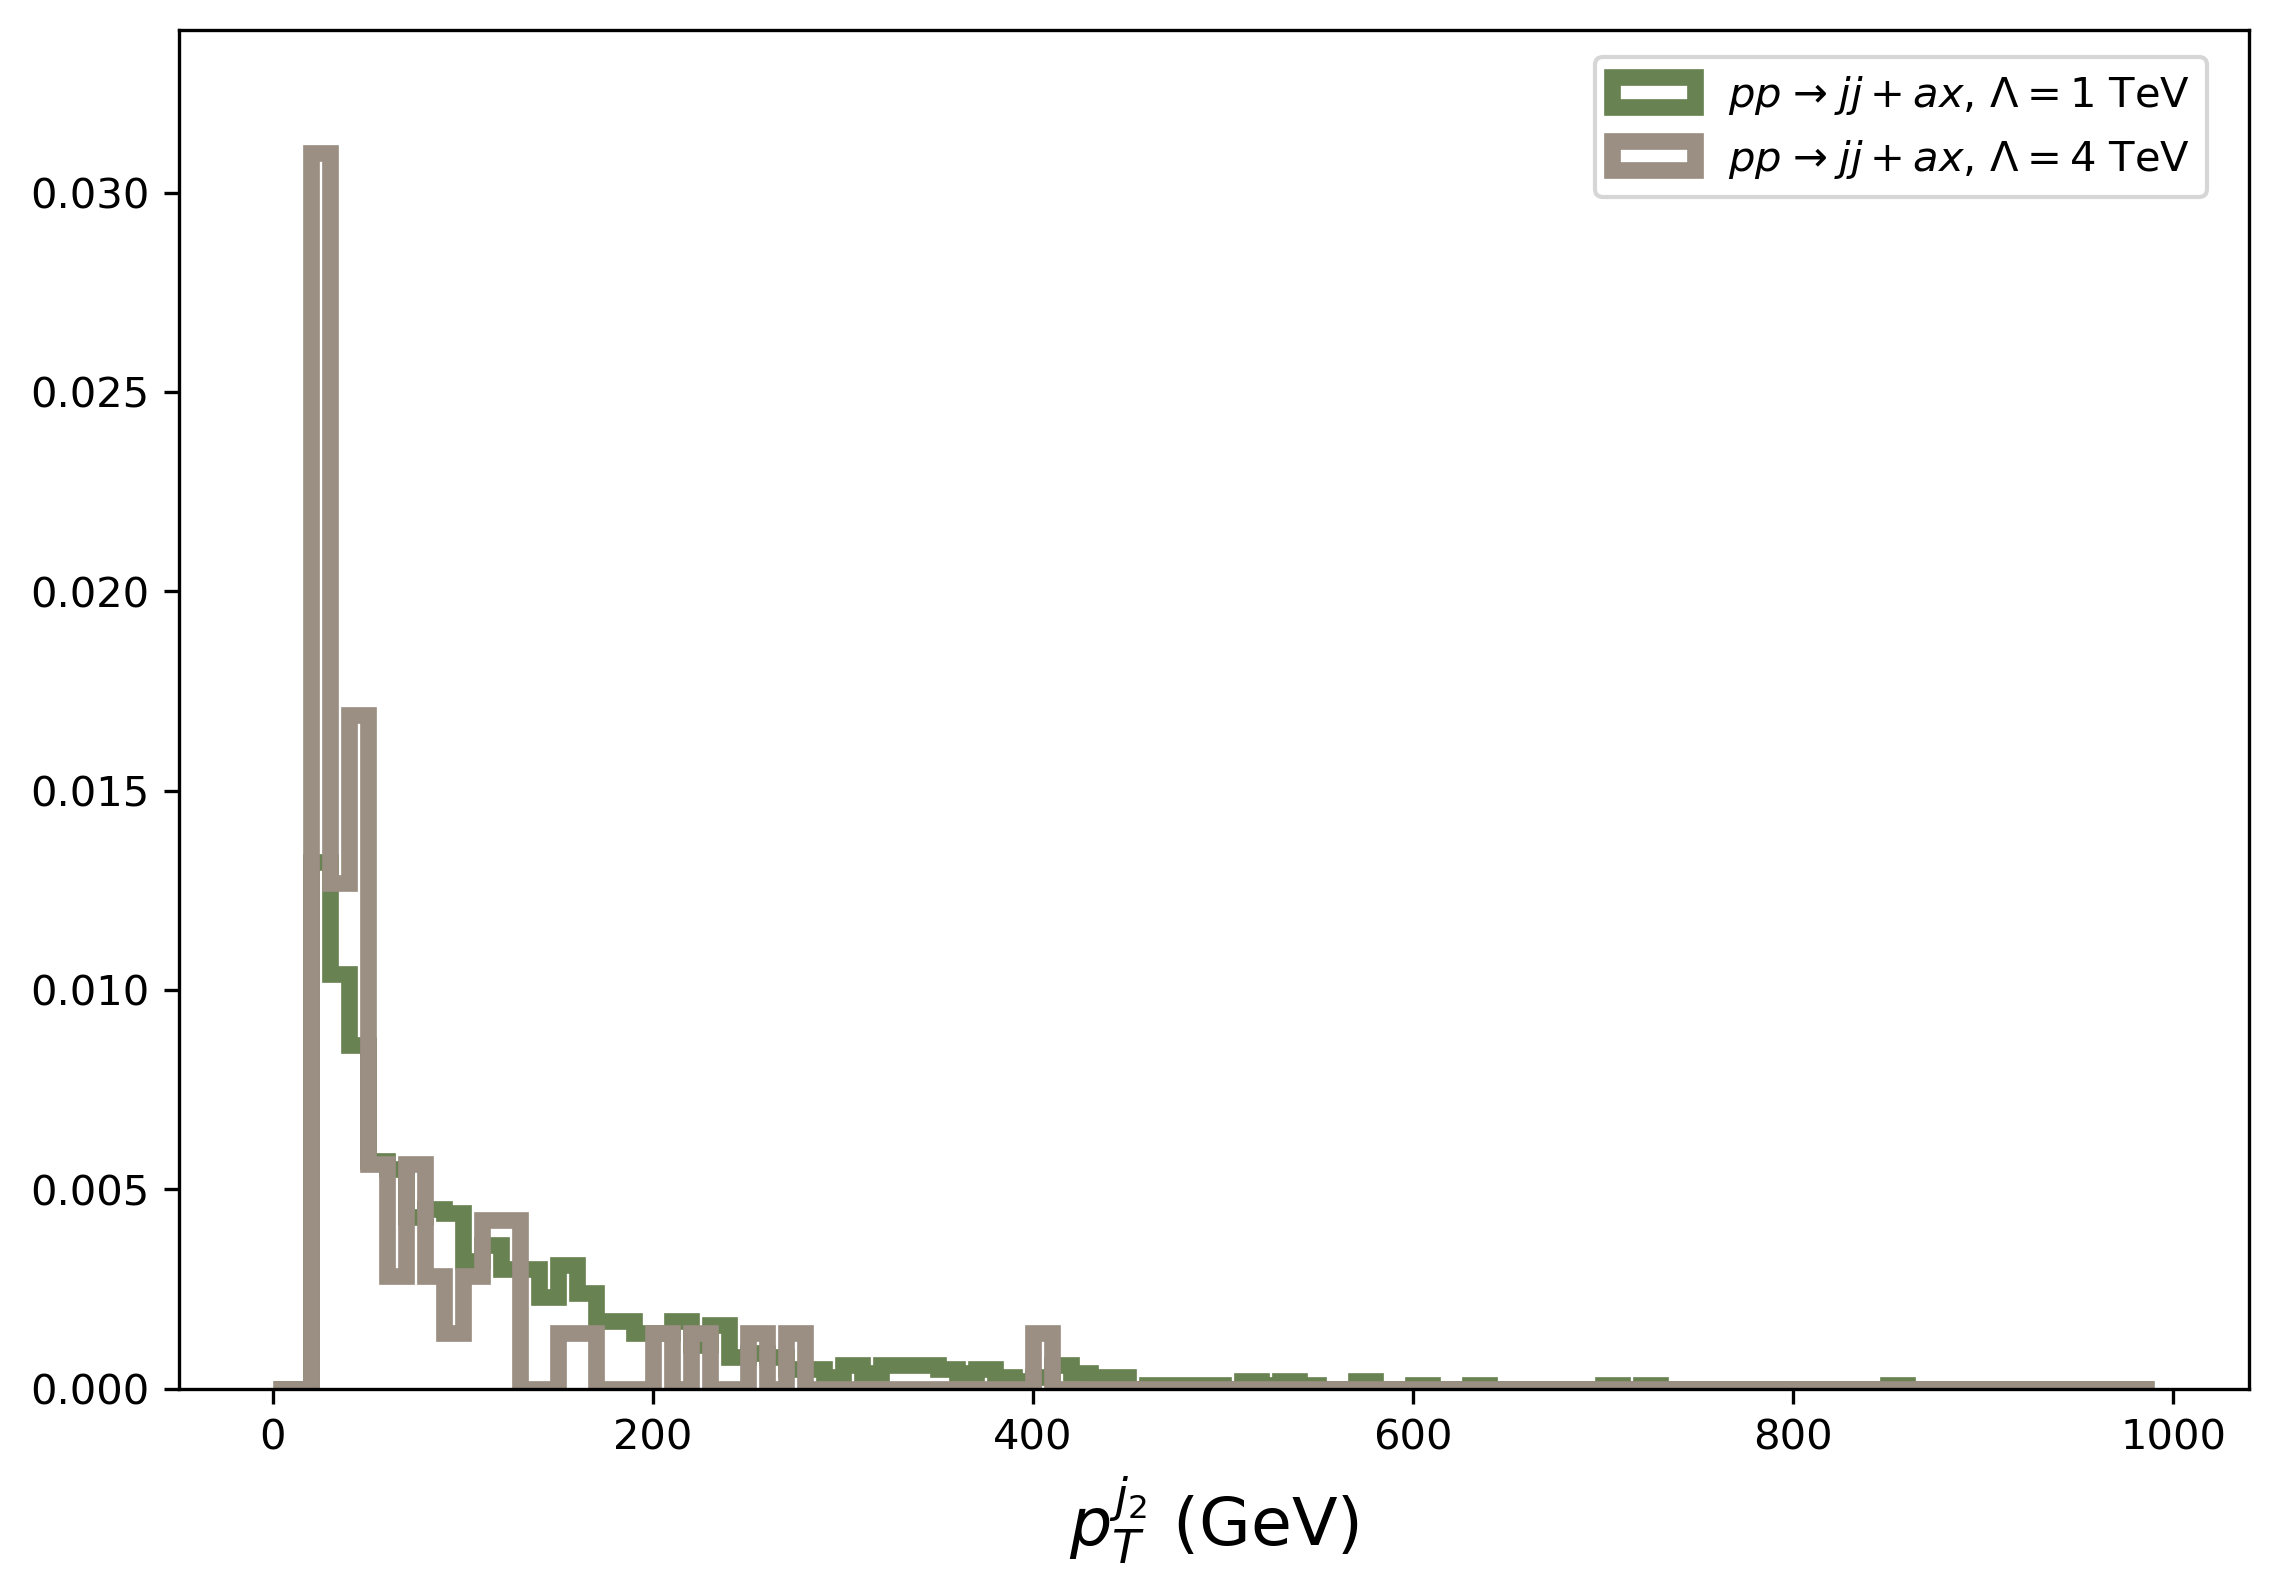 pp → jj + ax, Λ = 1 TeV
pp → jj + ax, Λ = 4 TeV
0.030
0.025
0.020
0.015
0.010
0.005
0.000
0 200 400 600 800 1000
$p_T^{j_2}$ (GeV)